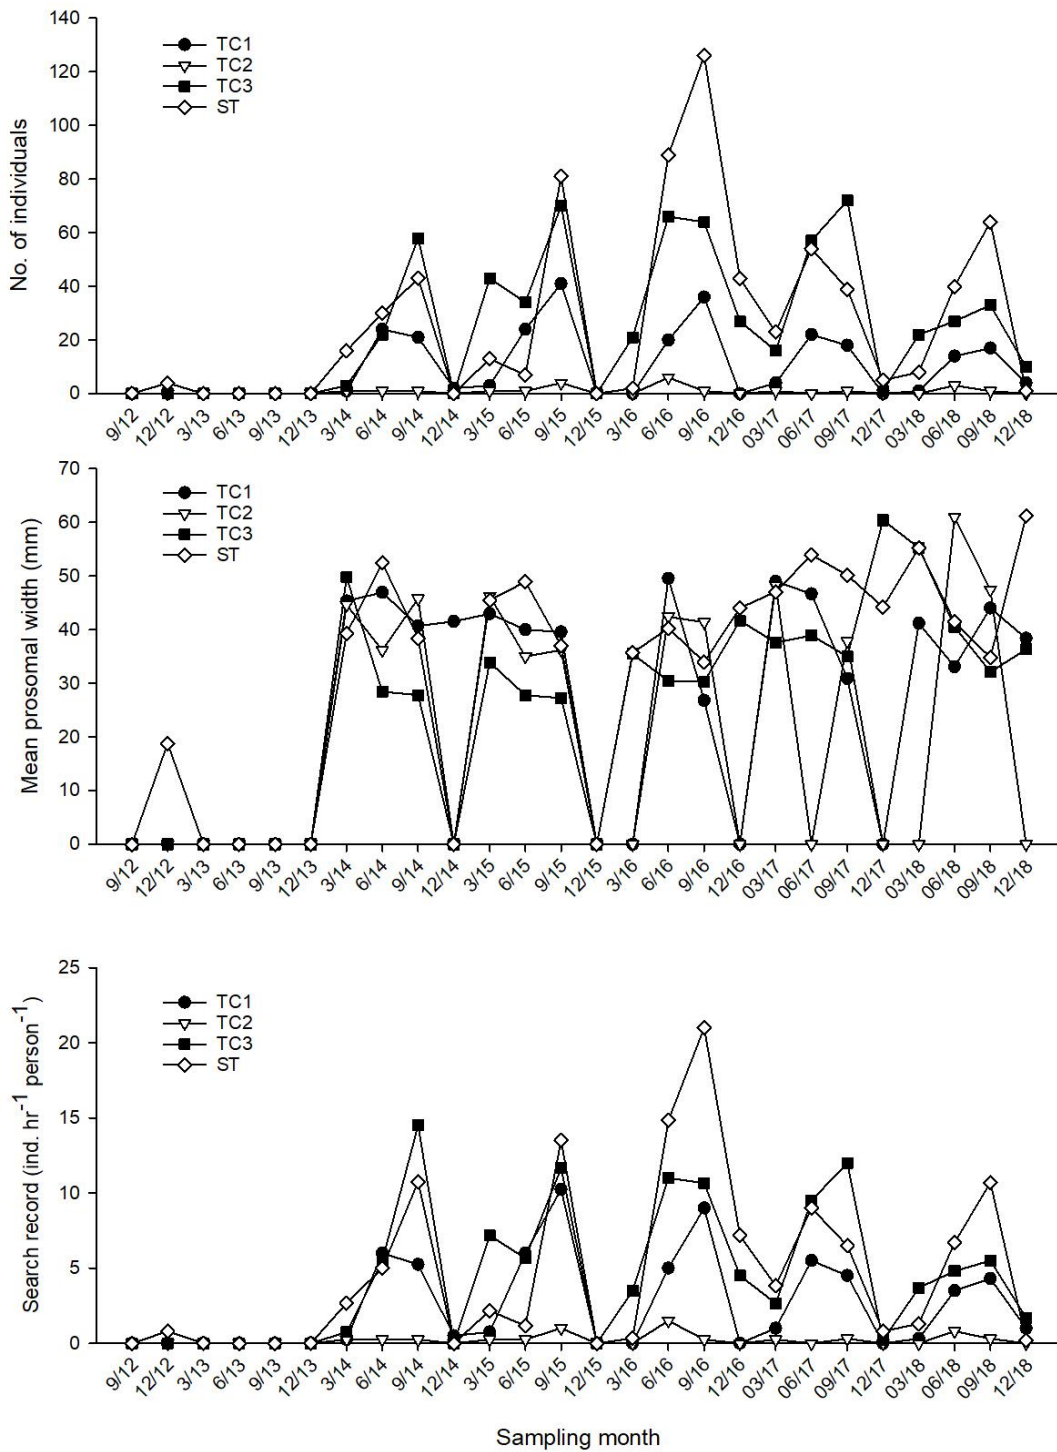 140
120
100
80
60
40
20
0
No. of individuals
TC1
TC2
TC3
ST
9/12 12/12 3/13 6/13 9/13 12/13 3/14 6/14 9/14 12/14 3/15 6/15 9/15 12/15 3/16 6/16 9/16 12/16 03/17 06/17 09/17 12/17 03/18 06/18 09/18 12/18
70
60
50
40
30
20
10
0
Mean prosomal width (mm)
TC1
TC2
TC3
ST
9/12 12/12 3/13 6/13 9/13 12/13 3/14 6/14 9/14 12/14 3/15 6/15 9/15 12/15 3/16 6/16 9/16 12/16 03/17 06/17 09/17 12/17 03/18 06/18 09/18 12/18
25
20
15
10
5
0
Search record (ind. hr⁻¹ person⁻¹)
TC1
TC2
TC3
ST
9/12 12/12 3/13 6/13 9/13 12/13 3/14 6/14 9/14 12/14 3/15 6/15 9/15 12/15 3/16 6/16 9/16 12/16 03/17 06/17 09/17 12/17 03/18 06/18 09/18 12/18
Sampling month